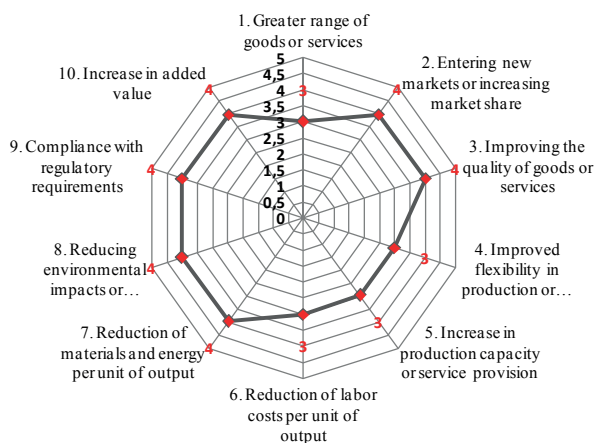 1. Greater range of
goods or services
2. Entering new
markets or increasing
market share
3. Improving the
quality of goods or
services
4. Improved
flexibility in
production or…
5. Increase in
production capacity
or service provision
6. Reduction of labor
costs per unit of
output
7. Reduction of
materials and energy
per unit of output
8. Reducing
environmental
impacts or…
9. Compliance with
regulatory
requirements
10. Increase in added
value
5
4,5
4
3,5
3
2,5
2
1,5
1
0,5
0
3
4
4
3
3
3
4
4
4
4